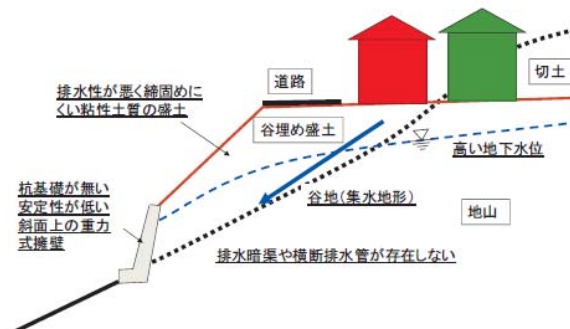 排水性が悪く締固めに
くい粘性土質の盛土
道路
切土
谷埋め盛土
高い地下水位
杭基礎が無い
安定性が低い
斜面上の重力
式擁壁
谷地(集水地形)
地山
排水暗渠や横断排水管が存在しない